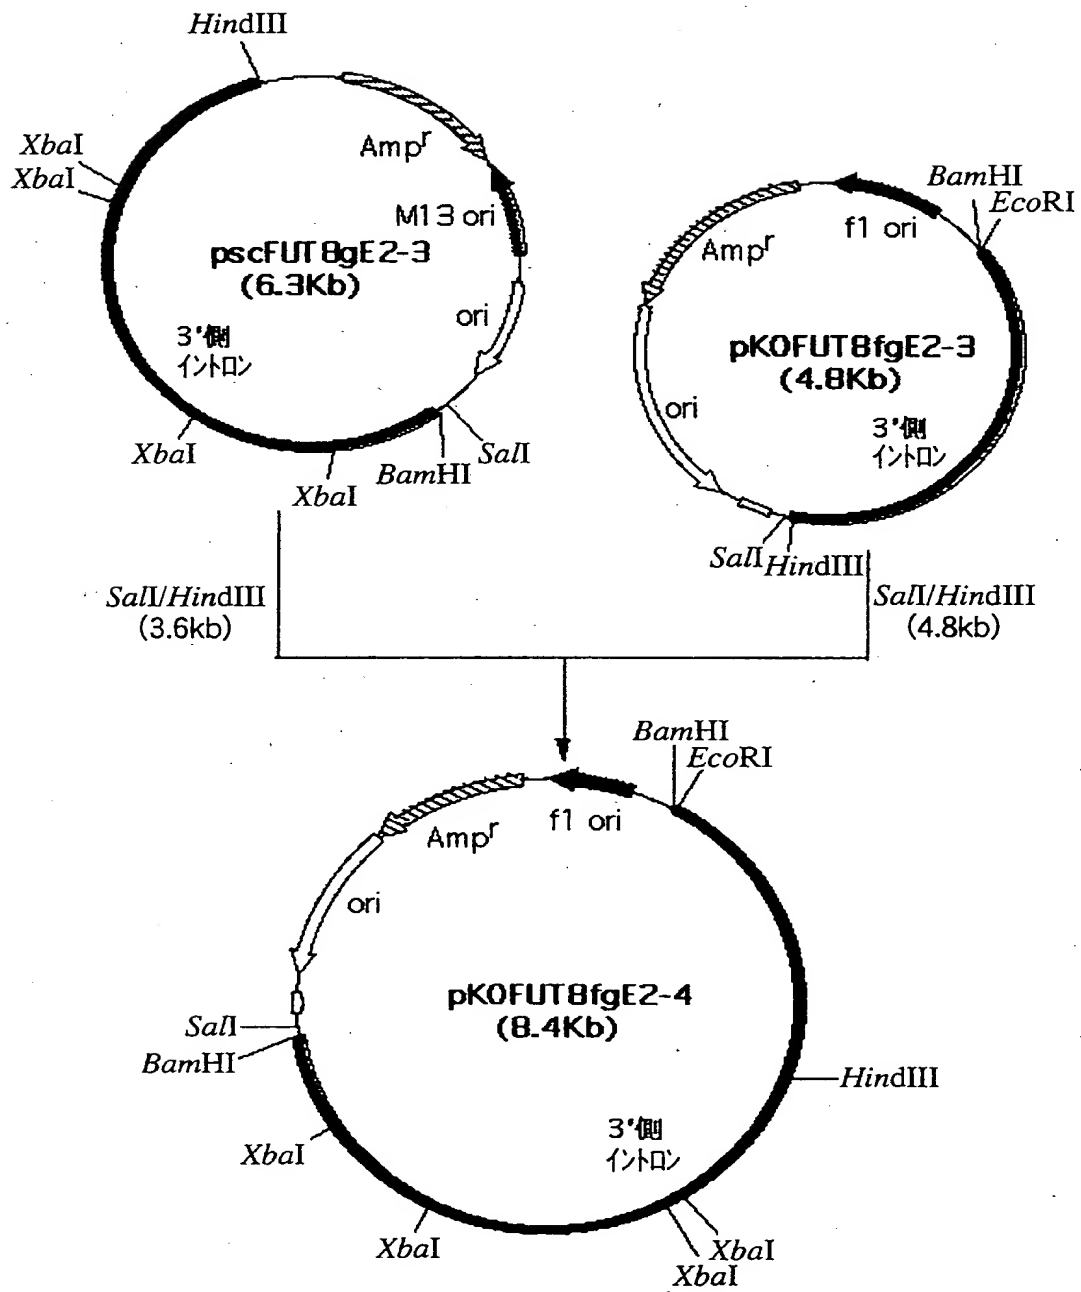 HindIII
XbaI
XbaI
Ampr
M13 ori
pscFUT8gE2-3
(6.3Kb)
ori
3'側
イントロン
XbaI
XbaI
BamHI
SalI
BamHI
EcoRI
f1 ori
Ampr
pKOFUT8fgE2-3
(4.8Kb)
ori
3'側
イントロン
SalI
HindIII
SalI/HindIII
(3.6kb)
SalI/HindIII
(4.8kb)
BamHI
EcoRI
f1 ori
Ampr
ori
pKOFUT8fgE2-4
(8.4Kb)
SalI
BamHI
HindIII
3'側
イントロン
XbaI
XbaI
XbaI
XbaI